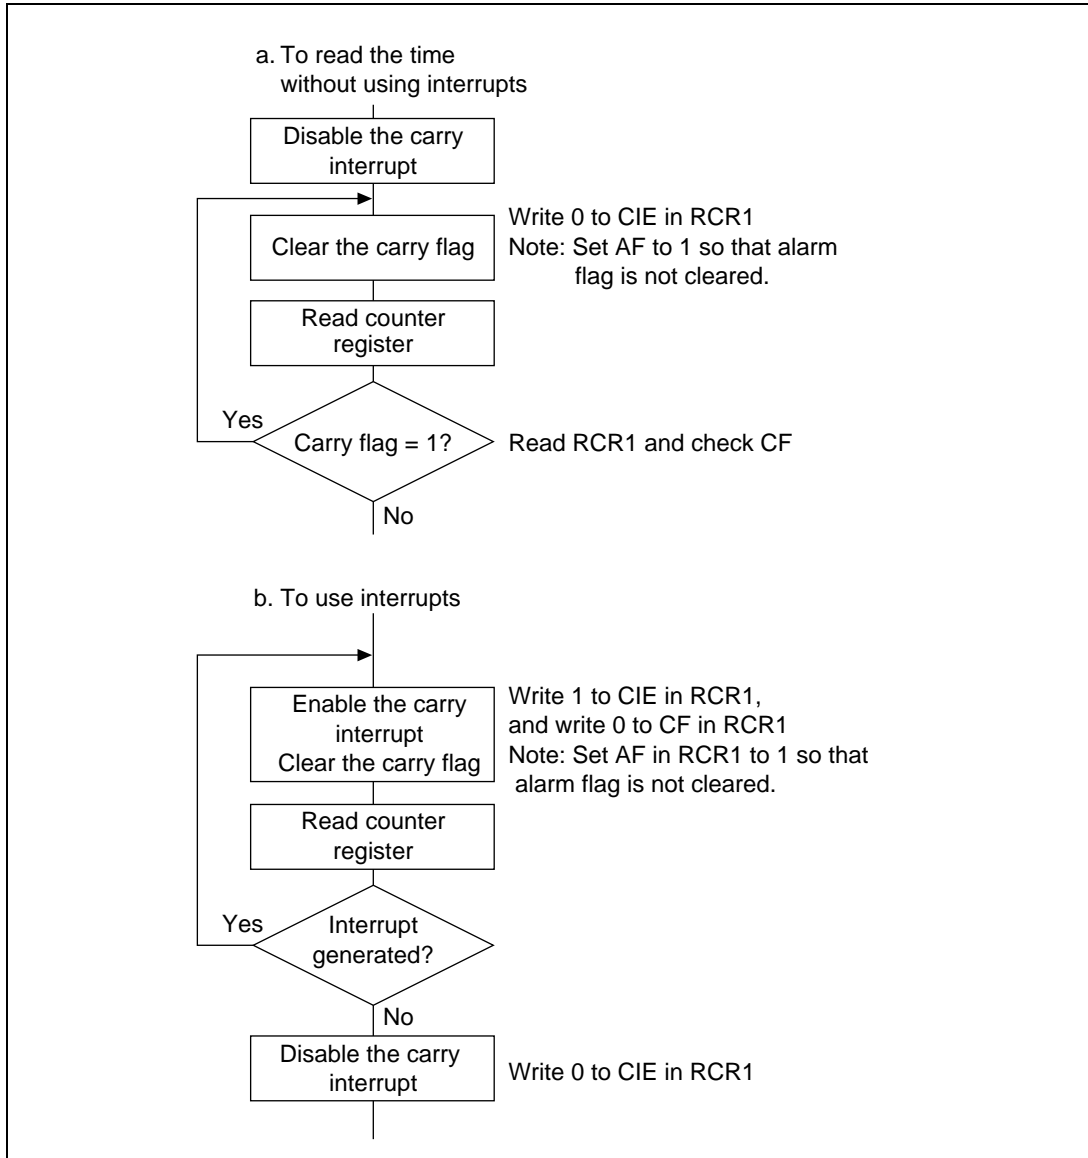 a. To read the time
without using interrupts
Disable the carry
interrupt
Write 0 to CIE in RCR1
Note: Set AF to 1 so that alarm
flag is not cleared.
Clear the carry flag
Read counter
register
Yes
Carry flag = 1?
Read RCR1 and check CF
No
b. To use interrupts
Enable the carry
interrupt
Clear the carry flag
Write 1 to CIE in RCR1,
and write 0 to CF in RCR1
Note: Set AF in RCR1 to 1 so that
alarm flag is not cleared.
Read counter
register
Yes
Interrupt
generated?
No
Disable the carry
interrupt
Write 0 to CIE in RCR1